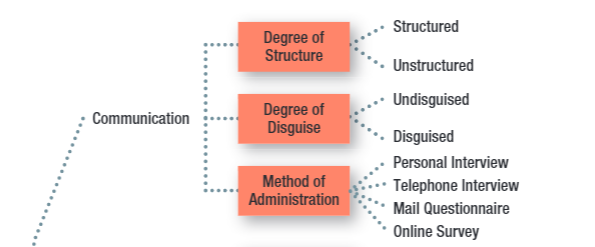 Communication
Degree of
Structure
Structured
Unstructured
Degree of
Disguise
Undisguised
Disguised
Method of
Administration
Personal Interview
Telephone Interview
Mail Questionnaire
Online Survey